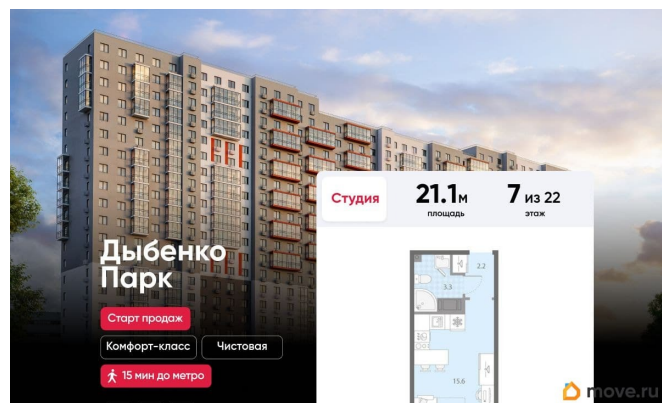 Студия
21.1 м
площадь
7 из 22
этаж
Дыбенко
Парк
Старт продаж
Комфорт-класс
Чистовая
15 мин до метро
2.2
3.3
15.6
move.ru